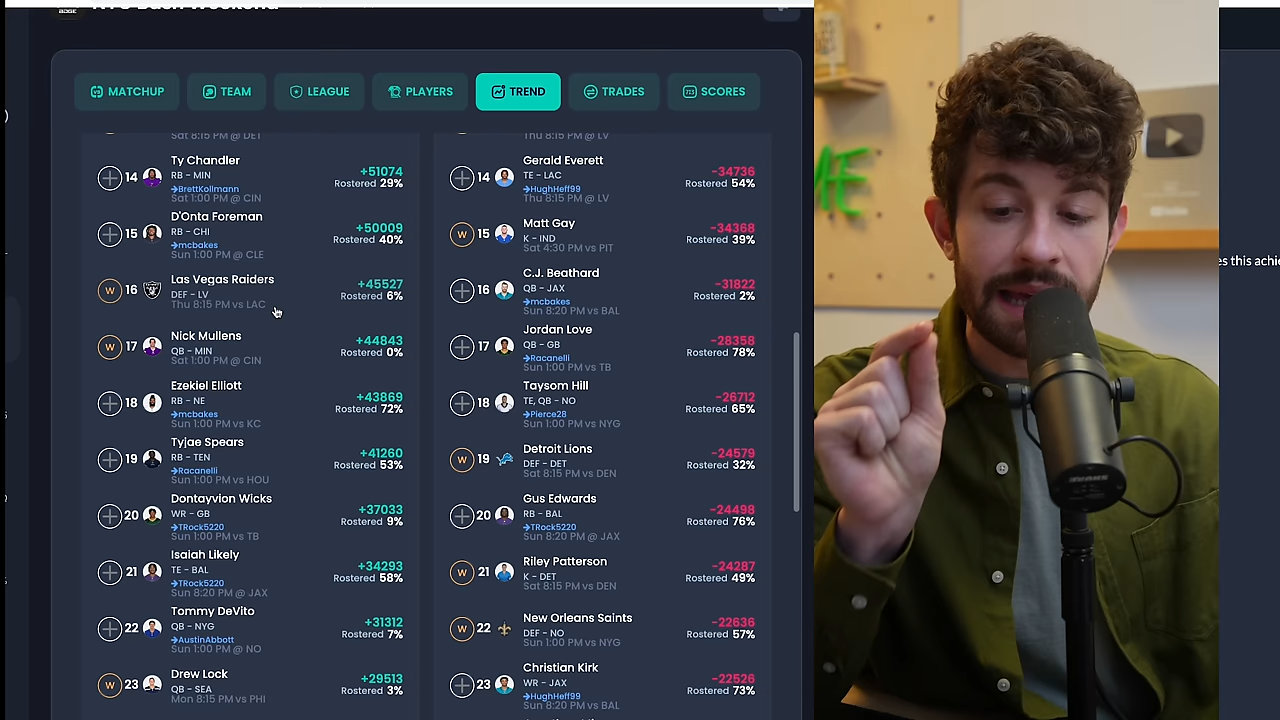 MATCHUP
TEAM
LEAGUE
PLAYERS
TREND
TRADES
SCORES
Sat 8:15 PM @ DET
14
Ty Chandler
RB - MIN
BrettKollmann
Sat 1:00 PM @ CIN
+51074
Rostered 29%
15
D'Onta Foreman
RB - CHI
mcbakes
Sun 1:00 PM @ CLE
+50009
Rostered 40%
W 16
Las Vegas Raiders
DEF - LV
Thu 8:15 PM vs LAC
+45527
Rostered 6%
W 17
Nick Mullens
QB - MIN
Sat 1:00 PM @ CIN
+44843
Rostered 0%
18
Ezekiel Elliott
RB - NE
mcbakes
Sun 1:00 PM vs KC
+43869
Rostered 72%
19
Tyjae Spears
RB - TEN
Racanelli
Sun 1:00 PM vs HOU
+41260
Rostered 53%
20
Dontayvion Wicks
WR - GB
TRock5220
Sun 1:00 PM vs TB
+37033
Rostered 9%
21
Isaiah Likely
TE - BAL
TRock5220
Sun 8:20 PM @ JAX
+34293
Rostered 58%
22
Tommy DeVito
QB - NYG
AustinAbbott
Sun 1:00 PM @ NO
+31312
Rostered 7%
W 23
Drew Lock
QB - SEA
Mon 8:15 PM vs PHI
+29513
Rostered 3%
Thu 8:15 PM @ LV
14
Gerald Everett
TE - LAC
HughHeff99
Thu 8:15 PM @ LV
-34736
Rostered 54%
W 15
Matt Gay
K - IND
Sat 4:30 PM vs PIT
-34368
Rostered 39%
16
C.J. Beathard
QB - JAX
mcbakes
Sun 8:20 PM vs BAL
-31822
Rostered 2%
17
Jordan Love
QB - GB
Racanelli
Sun 1:00 PM vs TB
-28358
Rostered 78%
18
Taysom Hill
TE, QB - NO
Pierce28
Sun 1:00 PM vs NYG
-26712
Rostered 65%
W 19
Detroit Lions
DEF - DET
Sat 8:15 PM vs DEN
-24579
Rostered 32%
20
Gus Edwards
RB - BAL
TRock5220
Sun 8:20 PM @ JAX
-24498
Rostered 76%
W 21
Riley Patterson
K - DET
Sat 8:15 PM vs DEN
-24287
Rostered 49%
W 22
New Orleans Saints
DEF - NO
Sun 1:00 PM vs NYG
-22636
Rostered 57%
23
Christian Kirk
WR - JAX
HughHeff99
Sun 8:20 PM vs BAL
-22526
Rostered 73%
ME
es this achie